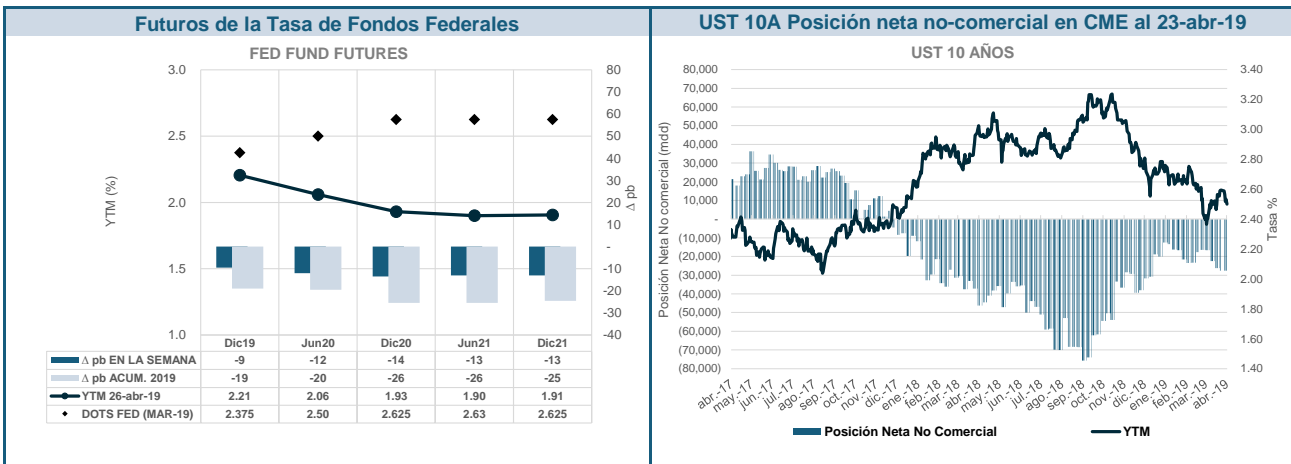 Futuros de la Tasa de Fondos Federales
FED FUND FUTURES
3.0
2.5
2.0
1.5
1.0
YTM (%)
80
70
60
50
40
30
20
10
-
-10
-20
-30
-40
Δ pb
Dic19 Jun20 Dic20 Jun21 Dic21
Δ pb EN LA SEMANA -9 -12 -14 -13 -13
Δ pb ACUM. 2019 -19 -20 -26 -26 -25
YTM 26-abr-19 2.21 2.06 1.93 1.90 1.91
DOTS FED (MAR-19) 2.375 2.50 2.625 2.63 2.625
UST 10A Posición neta no-comercial en CME al 23-abr-19
UST 10 AÑOS
80,000
70,000
60,000
50,000
40,000
30,000
20,000
10,000
-
(10,000)
(20,000)
(30,000)
(40,000)
(50,000)
(60,000)
(70,000)
(80,000)
Posición Neta No comercial (mdd)
3.40
3.20
3.00
2.80
2.60
2.40
2.20
2.00
1.80
1.60
1.40
Tasa %
abr.-17
may.-17
jun.-17
jul.-17
ago.-17
sep.-17
oct.-17
nov.-17
dic.-17
ene.-18
feb.-18
mar.-18
abr.-18
may.-18
jun.-18
jul.-18
ago.-18
sep.-18
oct.-18
nov.-18
dic.-18
ene.-19
feb.-19
mar.-19
abr.-19
Posición Neta No Comercial YTM